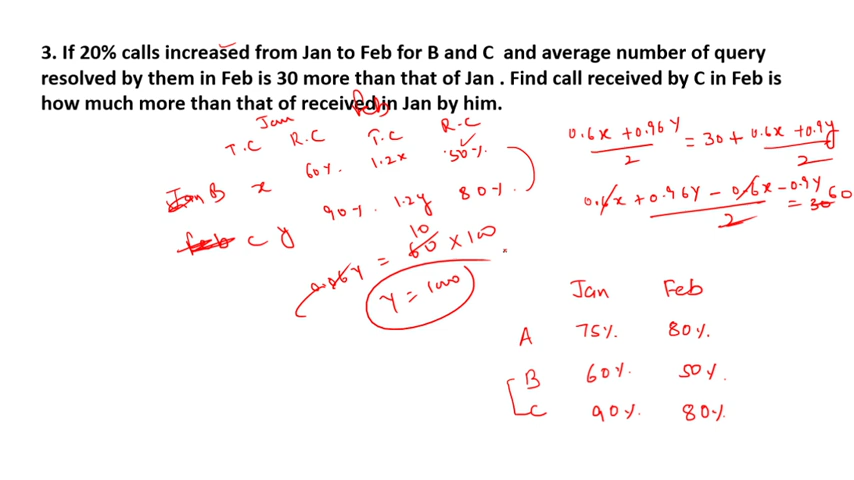 3. If 20% calls increased from Jan to Feb for B and C and average number of query
resolved by them in Feb is 30 more than that of Jan . Find call received by C in Feb is
how much more than that of received in Jan by him.
Jan Feb
T.C R.C T.C R.C
B x 60% 1.2x 50%
C y 90% 1.2y 80%
0.6x + 0.96y / 2 = 30 + 0.6x + 0.9y / 2
0.6x + 0.96y - 0.6x - 0.9y / 2 = 30 60
y = 60 10 × 100
y = 1000
Jan Feb
A 75% 80%
B 60% 50%
C 90% 80%